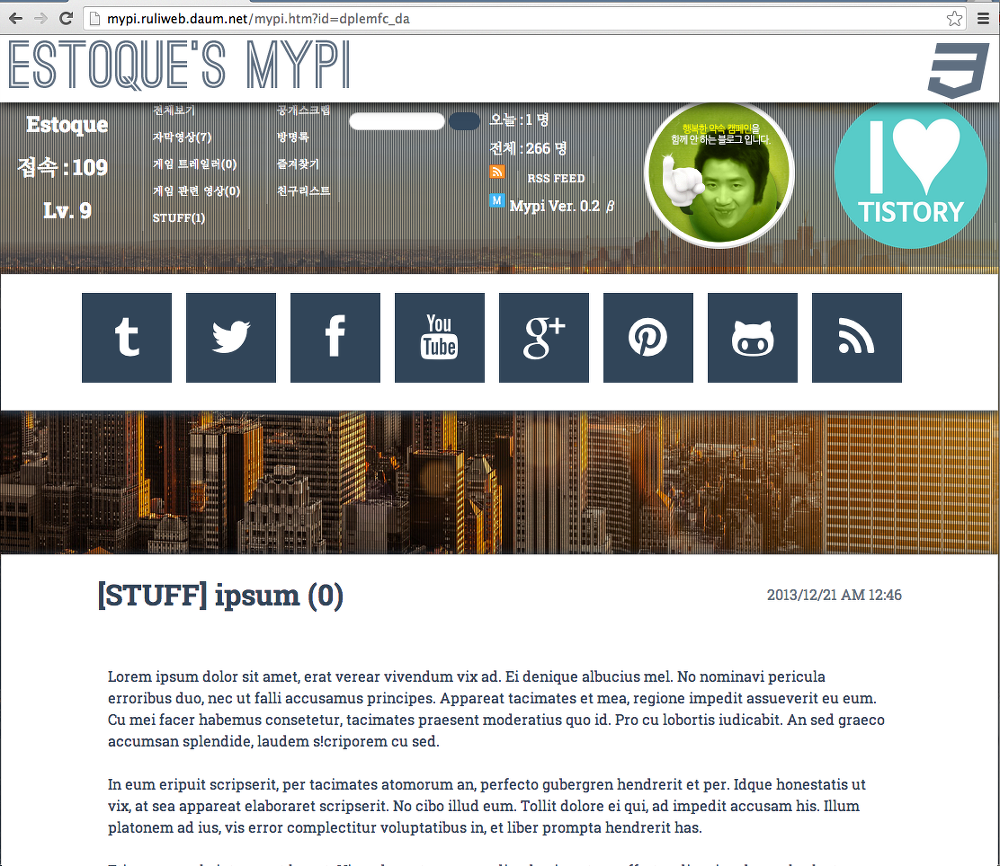 mypi.ruliweb.daum.net/mypi.htm?id=dplemfc_da
ESTOQUE'S MYPI
Estoque
접속 : 109
Lv. 9
전체보기
자막영상(7)
게임 트레일러(0)
게임 관련 영상(0)
STUFF(1)
공개스크랩
방명록
즐겨찾기
친구리스트
오늘 : 1 명
전체 : 266 명
RSS FEED
M Mypi Ver. 0.2 β
행복한 약속 캠페인을
함께 안 하는 블로그 입니다.
I
TISTORY
t
f
You
Tube
g+
[STUFF] ipsum (0)
2013/12/21 AM 12:46
Lorem ipsum dolor sit amet, erat verear vivendum vix ad. Ei denique albucius mel. No nominavi pericula
erroribus duo, nec ut falli accusamus principes. Appareat tacimates et mea, regione impedit assueverit eu eum.
Cu mei facer habemus consetetur, tacimates praesent moderatius quo id. Pro cu lobortis iudicabit. An sed graeco
accumsan splendide, laudem s!criporem cu sed.
In eum eripuit scripserit, per tacimates atomorum an, perfecto gubergren hendrerit et per. Idque honestatis ut
vix, at sea appareat elaboraret scripserit. No cibo illud eum. Tollit dolore ei qui, ad impedit accusam his. Illum
platonem ad ius, vis error complectitur voluptatibus in, et liber prompta hendrerit has.